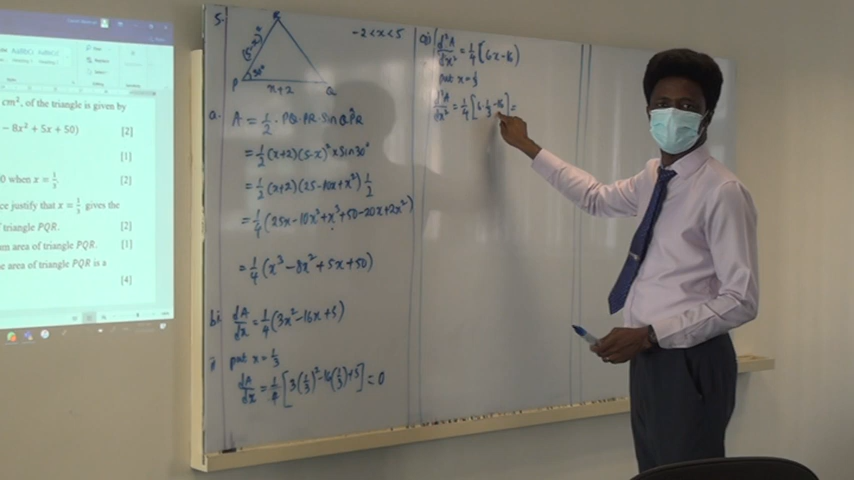 cm², of the triangle is given by
− 8x² + 5x + 50) [2]
[1]
0 when x = 1/3 [2]
ce justify that x = 1/3 gives the
triangle PQR. [2]
um area of triangle PQR. [1]
e area of triangle PQR is a
[4]
5.
R
(5-x)²
P 30° Q
x+2
-2 < x < 5
a. A = 1/2 · PQ · PR · Sin QP̂R
= 1/2 (x+2)(5-x)² x Sin 30°
= 1/2 (x+2)(25-10x+x²) 1/2
= 1/4 (25x-10x²+x³+50-20x+2x²)
= 1/4 (x³-8x²+5x+50)
bi dA/dx = 1/4 (3x²-16x+5)
ii put x = 1/3
dA/dx = 1/4 [3(1/3)²-16(1/3)+5] = 0
d²A/dx² = 1/4 (6x-16)
put x = 1/3
d²A/dx² = 1/4 [6·1/3-16] =